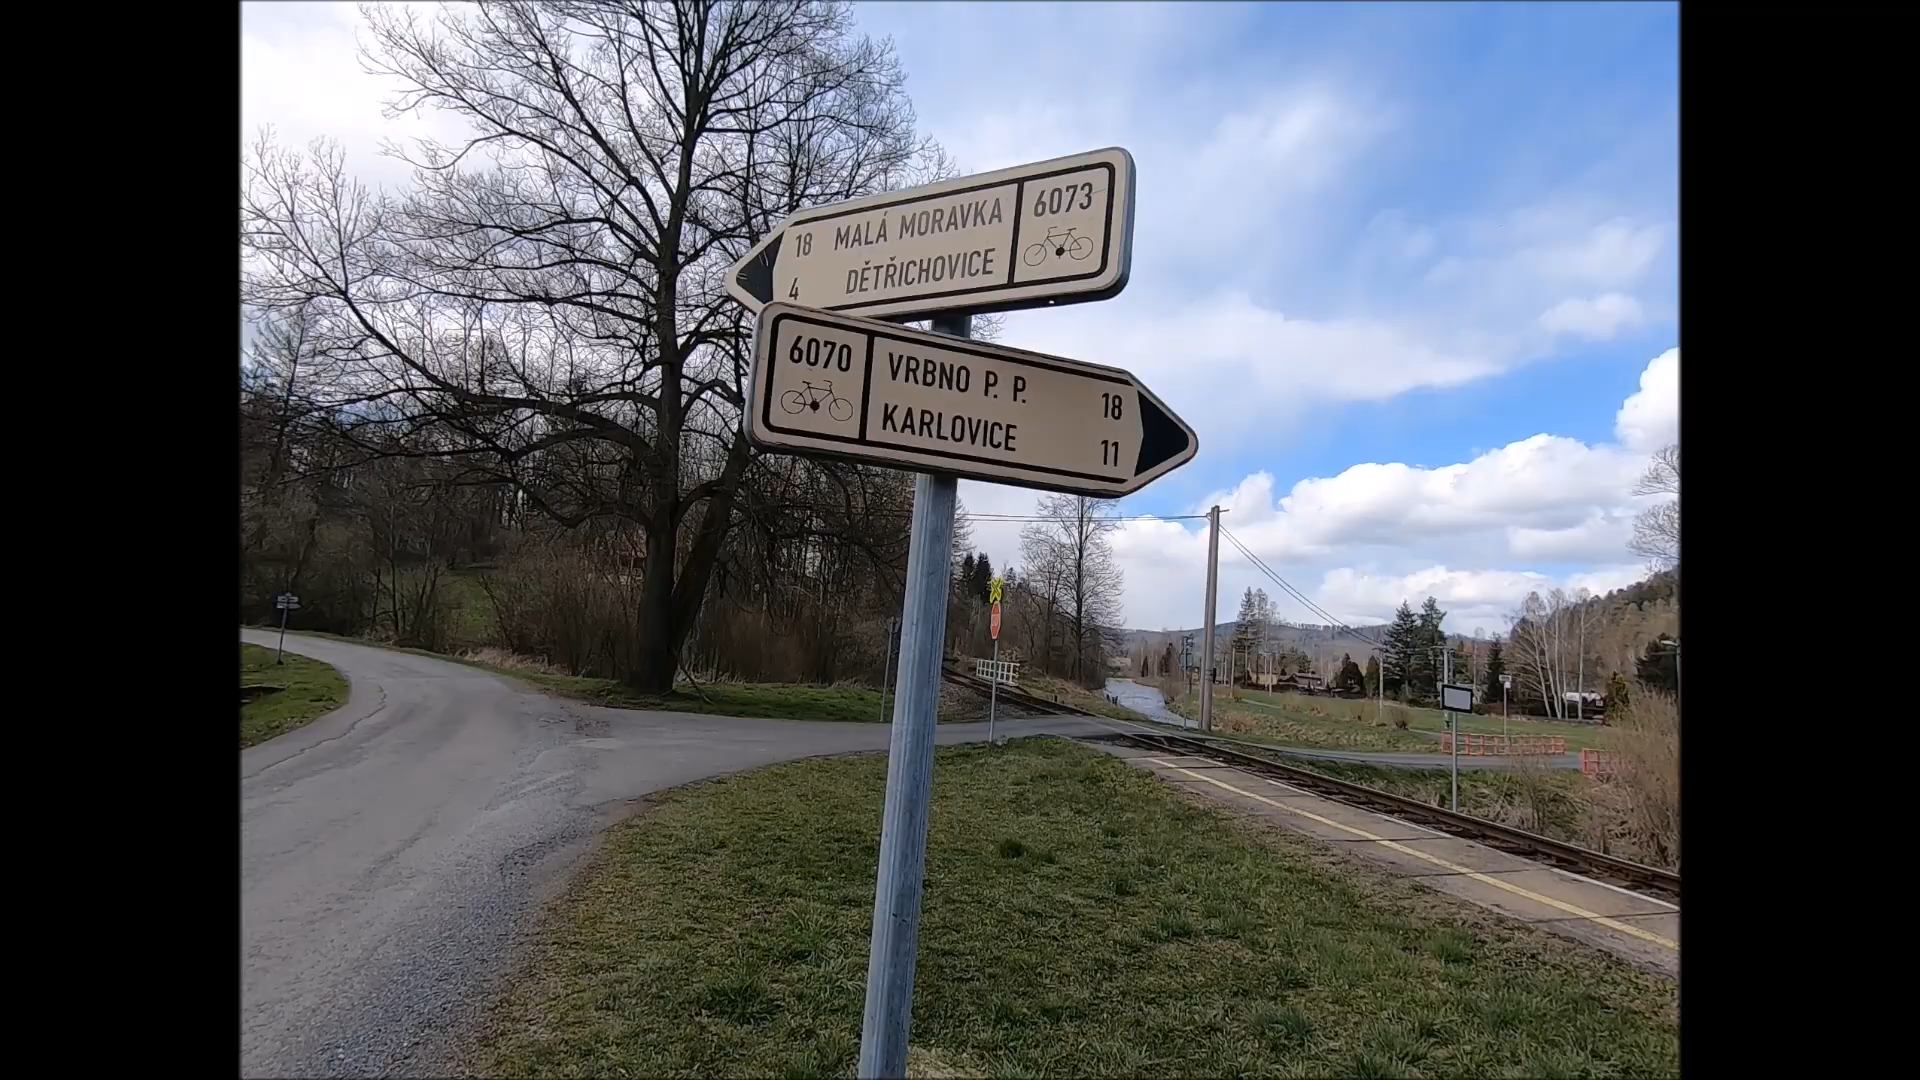 18 MALÁ MORAVKA 6073
4 DĚTŘICHOVICE
6070 VRBNO P. P. 18
KARLOVICE 11